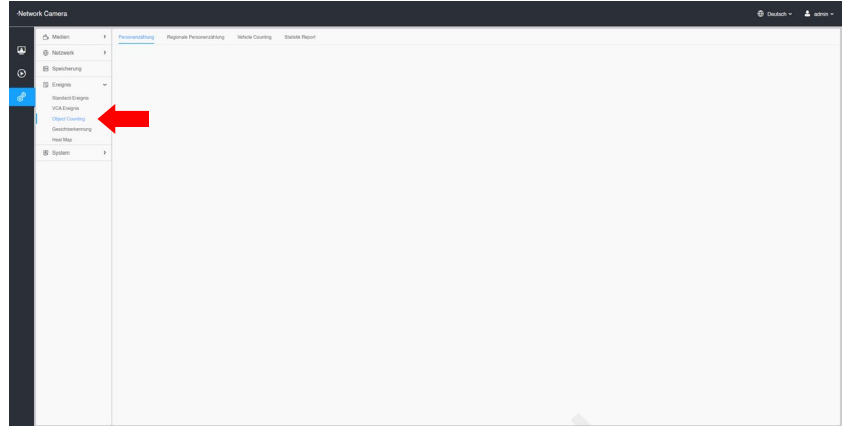 -Network Camera
Deutsch
admin
Medien
Netzwerk
Speicherung
Ereignis
Standard Ereignis
VCA Ereignis
Object Counting
Gesichtserkennung
Heat Map
System
Personenzählung Regionale Personenzählung Vehicle Counting Statistik Report